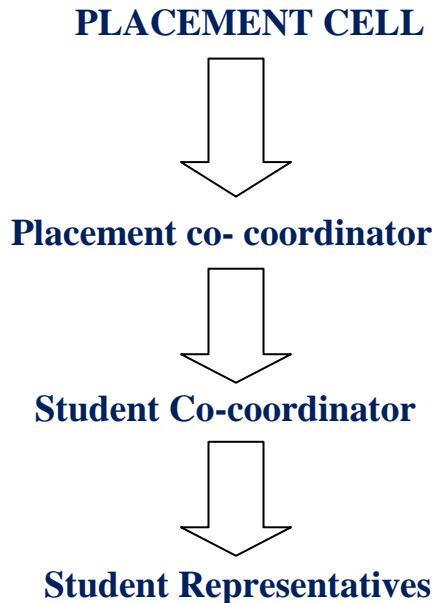 PLACEMENT CELL
Placement co- coordinator
Student Co-coordinator
Student Representatives